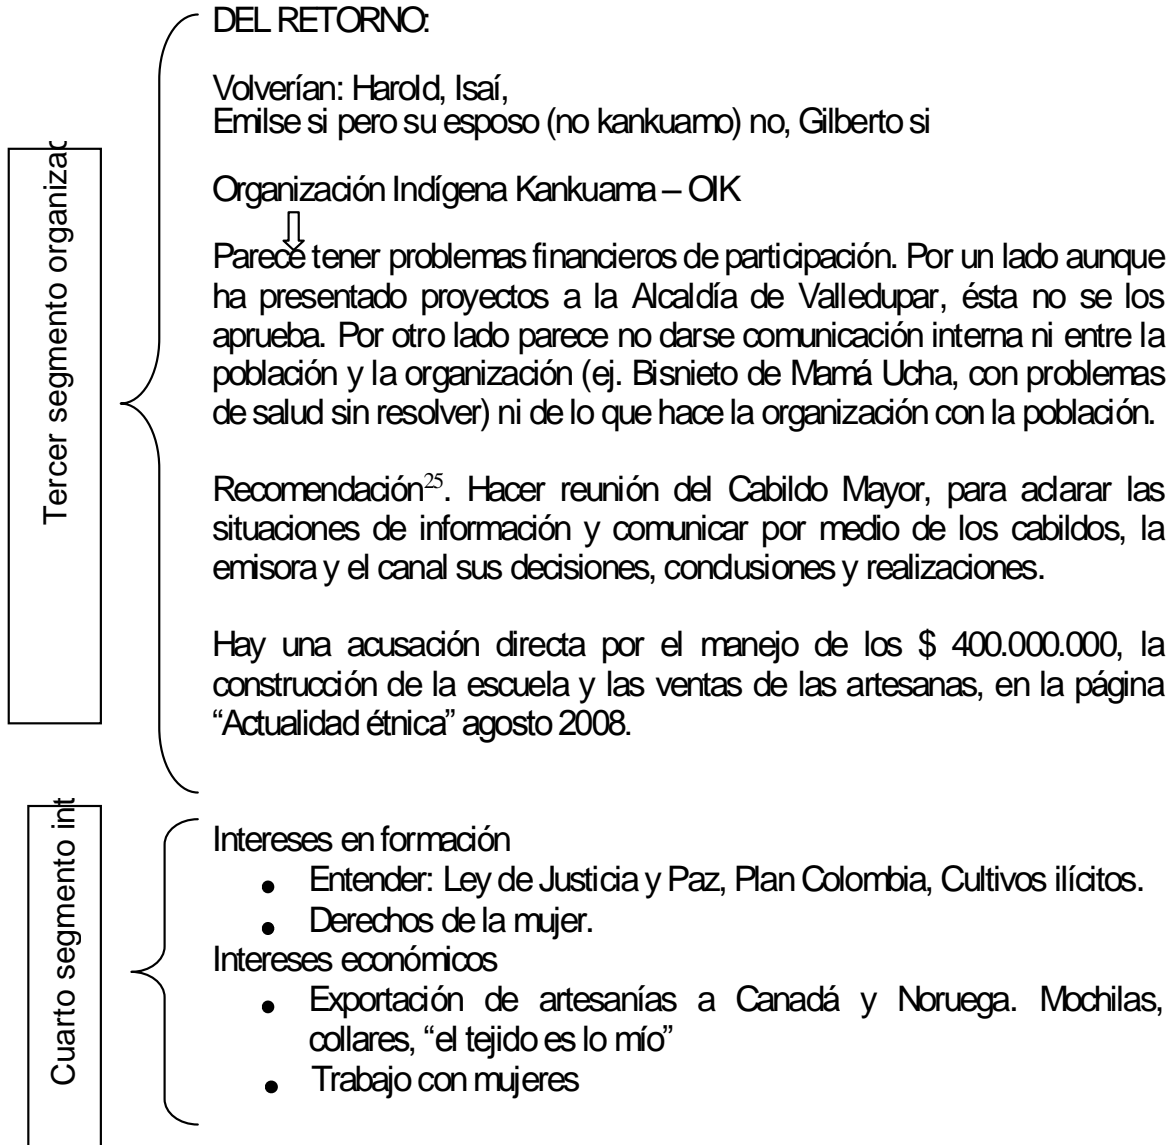 DEL RETORNO:
Volverían: Harold, Isaí,
Emilse si pero su esposo (no kankuamo) no, Gilberto si
Organización Indígena Kankuama – OIK
Parece tener problemas financieros de participación. Por un lado aunque
ha presentado proyectos a la Alcaldía de Valledupar, ésta no se los
aprueba. Por otro lado parece no darse comunicación interna ni entre la
población y la organización (ej. Bisnieto de Mamá Ucha, con problemas
de salud sin resolver) ni de lo que hace la organización con la población.
Recomendación25. Hacer reunión del Cabildo Mayor, para aclarar las
situaciones de información y comunicar por medio de los cabildos, la
emisora y el canal sus decisiones, conclusiones y realizaciones.
Hay una acusación directa por el manejo de los $ 400.000.000, la
construcción de la escuela y las ventas de las artesanas, en la página
“Actualidad étnica” agosto 2008.
Tercer segmento organizac
Intereses en formación
• Entender: Ley de Justicia y Paz, Plan Colombia, Cultivos ilícitos.
• Derechos de la mujer.
Intereses económicos
• Exportación de artesanías a Canadá y Noruega. Mochilas,
collares, “el tejido es lo mío”
• Trabajo con mujeres
Cuarto segmento int